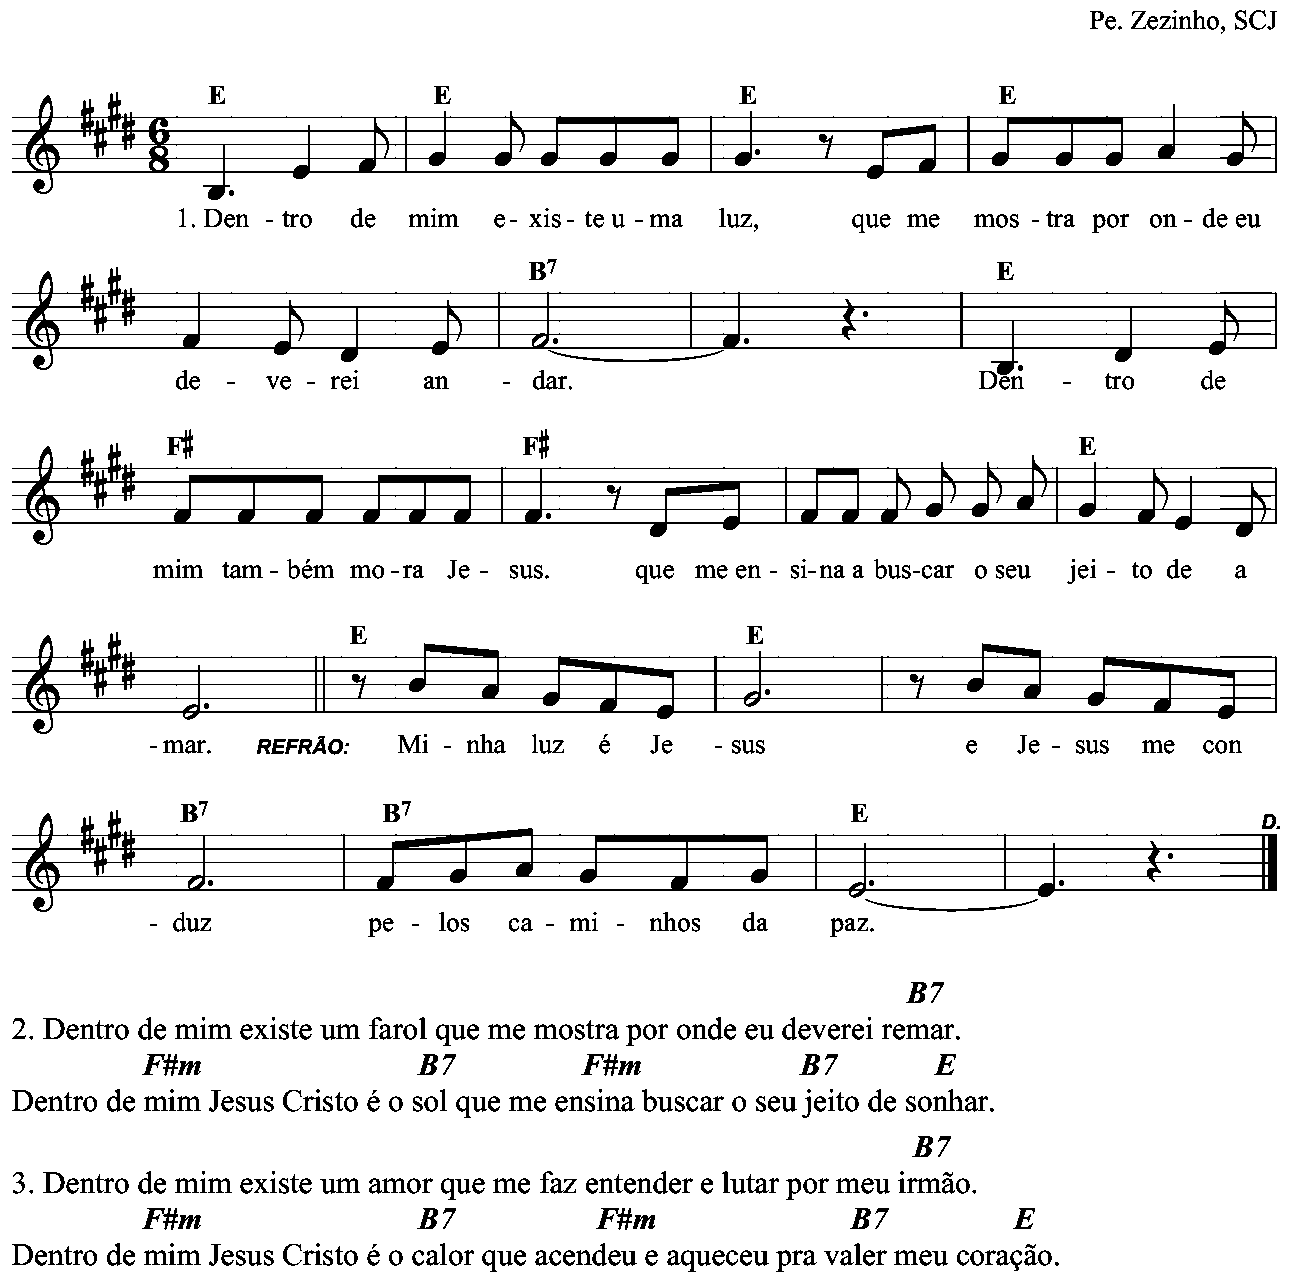 Pe. Zezinho, SCJ
E E E E
6
8
1. Den - tro de mim e - xis - te u - ma luz, que me mos - tra por on - de eu
B7 E
de - ve - rei an - dar. Den - tro de
F# F# E
mim tam - bém mo - ra Je - sus. que me en - si - na a bus - car o seu jei - to de a
E E
- mar. REFRÃO: Mi - nha luz é Je - sus e Je - sus me con
B7 B7 E D.
- duz pe - los ca - mi - nhos da paz.
B7
2. Dentro de mim existe um farol que me mostra por onde eu deverei remar.
F#m B7 F#m B7 E
Dentro de mim Jesus Cristo é o sol que me ensina buscar o seu jeito de sonhar.
B7
3. Dentro de mim existe um amor que me faz entender e lutar por meu irmão.
F#m B7 F#m B7 E
Dentro de mim Jesus Cristo é o calor que acendeu e aqueceu pra valer meu coração.